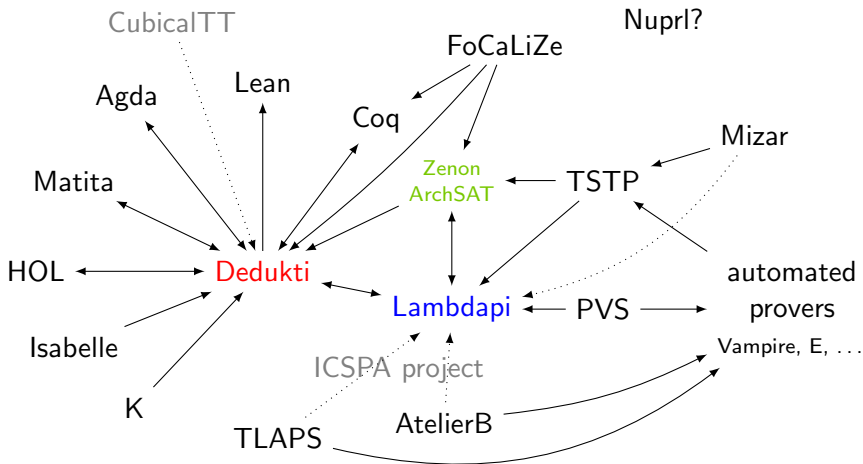 CubicalTT
Nuprl?
FoCaLiZe
Lean
Agda
Coq
Mizar
Zenon
ArchSAT
TSTP
Matita
HOL
Dedukti
automated
provers
Vampire, E, ...
Lambdapi
PVS
Isabelle
ICSPA project
K
AtelierB
TLAPS